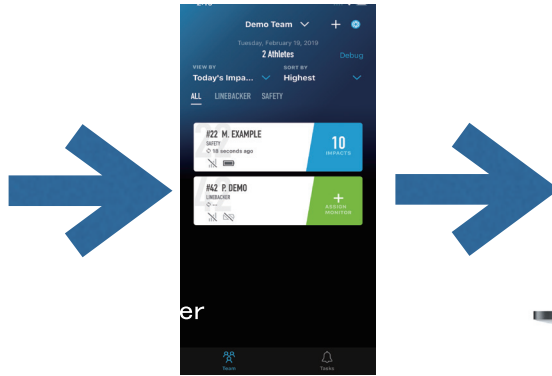 Demo Team
Tuesday, February 19, 2019
2 Athletes
Debug
VIEW BY
SORT BY
Today's Impa...
Highest
ALL LINEBACKER SAFETY
#22 M. EXAMPLE
SAFETY
18 seconds ago
10
IMPACTS
#42 P. DEMO
LINEBACKER
--
+
ASSIGN
MONITOR
er
Team
Tasks